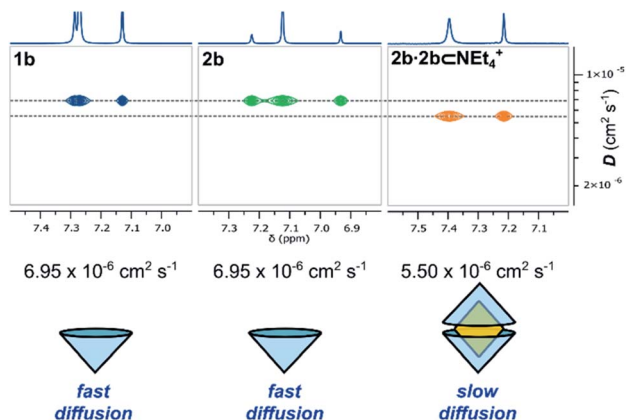 1b
2b
2b·2b⊂NEt₄⁺
1×10⁻⁵
D (cm² s⁻¹)
2×10⁻⁶
7.4 7.3 7.2 7.1 7.0
7.3 7.2 7.1 7.0 6.9
7.5 7.4 7.3 7.2 7.1
δ (ppm)
6.95 x 10⁻⁶ cm² s⁻¹
6.95 x 10⁻⁶ cm² s⁻¹
5.50 x 10⁻⁶ cm² s⁻¹
fast
diffusion
fast
diffusion
slow
diffusion